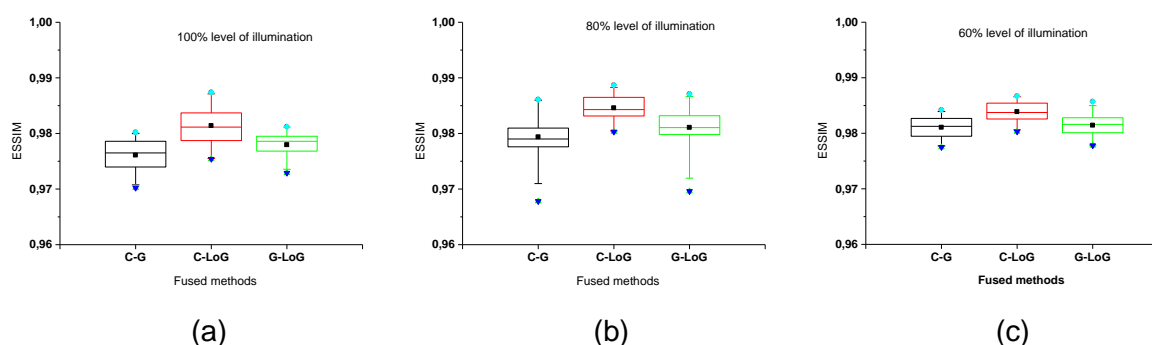 1,00
100% level of illumination
0,99
0,98
ESSIM
0,97
0,96
C-G C-LoG G-LoG
Fused methods
(a)
1,00
80% level of illumination
0,99
0,98
ESSIM
0,97
0,96
C-G C-LoG G-LoG
Fused methods
(b)
1,00
60% level of illumination
0,99
0,98
ESSIM
0,97
0,96
C-G C-LoG G-LoG
Fused methods
(c)